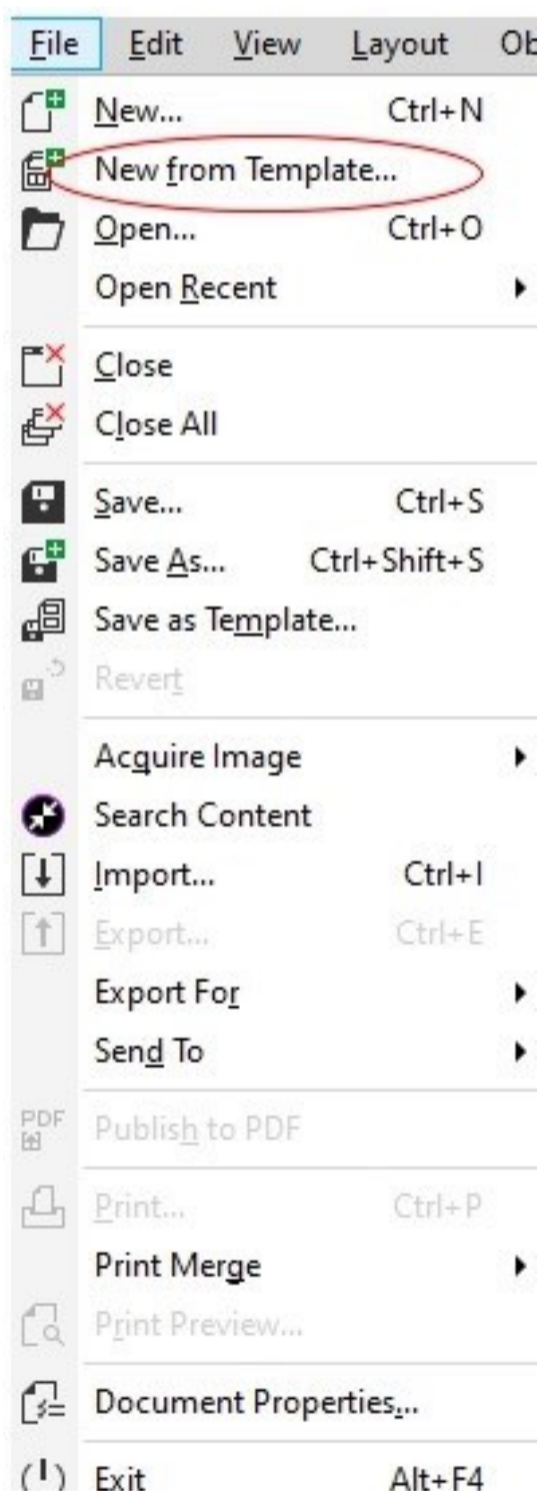 File Edit View Layout Ob
New... Ctrl+N
New from Template...
Open... Ctrl+O
Open Recent
Close
Close All
Save... Ctrl+S
Save As... Ctrl+Shift+S
Save as Template...
Revert
Acquire Image
Search Content
Import... Ctrl+I
Export... Ctrl+E
Export For
Send To
PDF Publish to PDF
Print... Ctrl+P
Print Merge
Print Preview...
Document Properties...
Exit Alt+F4